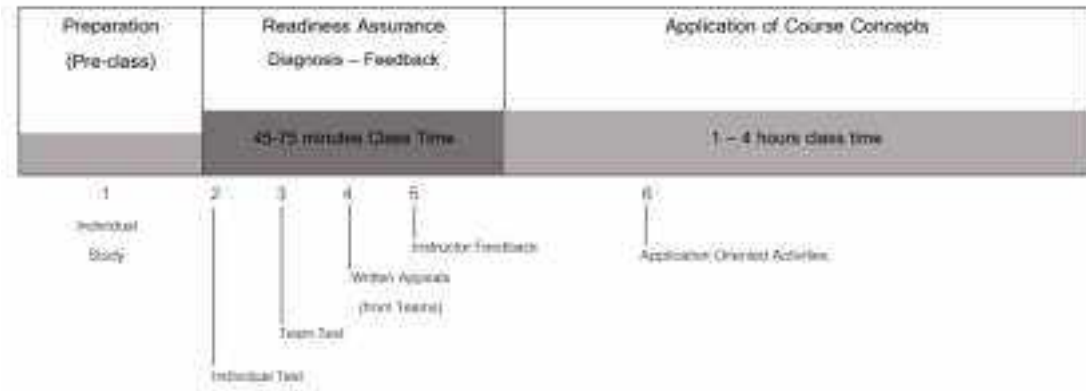 Preparation
(Pre-class)
Readiness Assurance
Diagnosis – Feedback
Application of Course Concepts
45-75 minutes Class Time
1 – 4 hours class time
1
2
3
4
5
6
Individual
Study
Instructor Feedback
Application Oriented Activities
Written Appeals
(from Teams)
Team Test
Individual Test